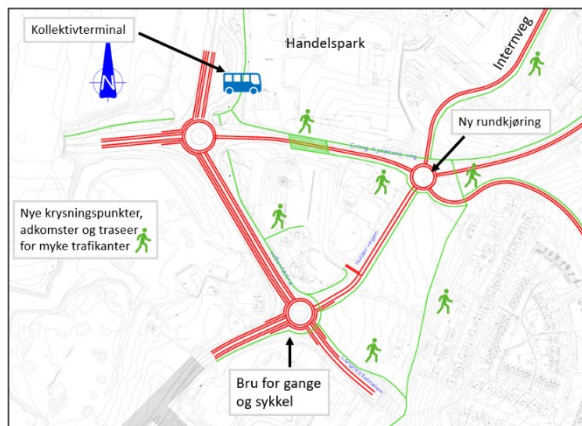 Kollektivterminal
Handelspark
Internveg
N
Ny rundkjøring
Nye krysningspunkter,
adkomster og traseer
for myke trafikanter
Bru for gange
og sykkel